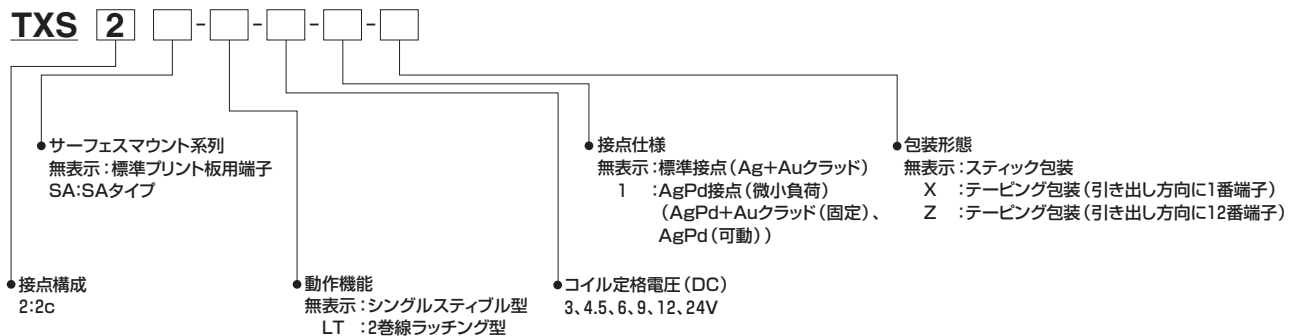 TXS 2 - - - -
●サーフェスマウント系列
無表示：標準プリント板用端子
SA：SAタイプ
●接点仕様
無表示：標準接点（Ag+Auクラッド）
1 ：AgPd接点（微小負荷）
（AgPd+Auクラッド（固定）、
AgPd（可動））
●包装形態
無表示：スティック包装
X ：テーピング包装（引き出し方向に1番端子）
Z ：テーピング包装（引き出し方向に12番端子）
●接点構成
2：2c
●動作機能
無表示：シングルスティブル型
LT ：2巻線ラッチング型
●コイル定格電圧（DC）
3、4.5、6、9、12、24V